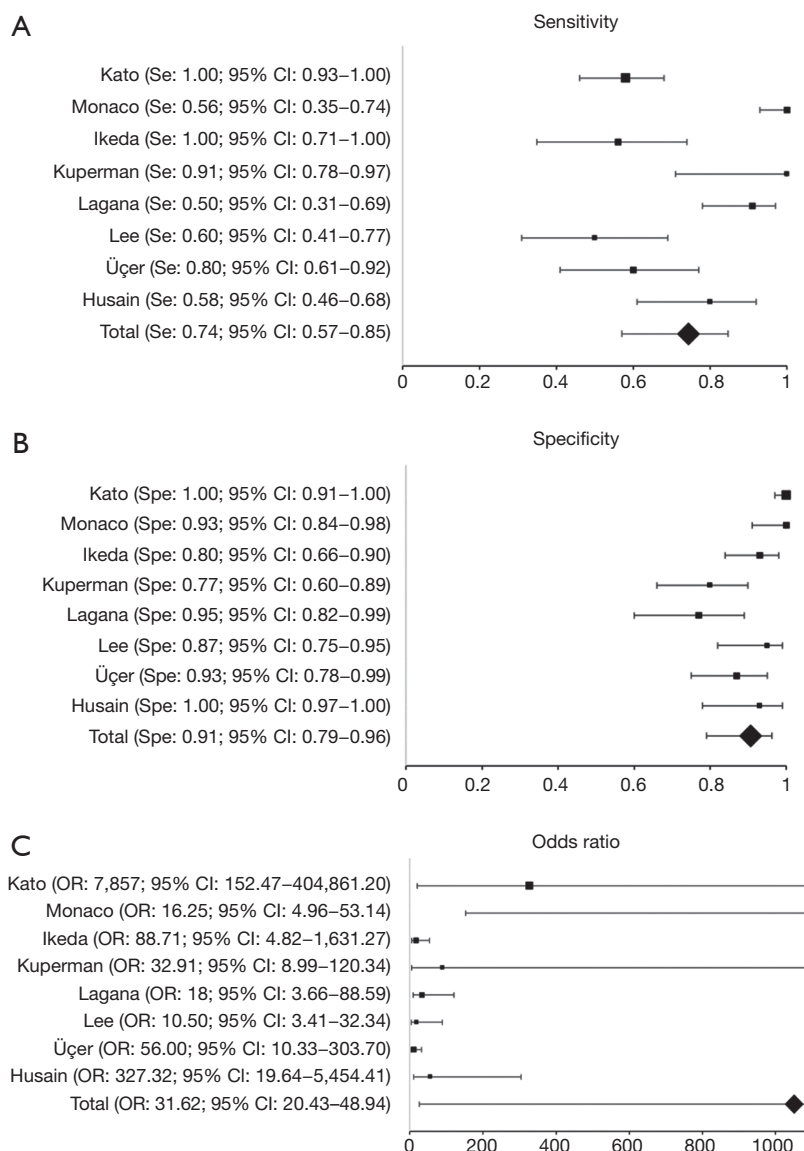 A
Sensitivity
Kato (Se: 1.00; 95% CI: 0.93–1.00)
Monaco (Se: 0.56; 95% CI: 0.35–0.74)
Ikeda (Se: 1.00; 95% CI: 0.71–1.00)
Kuperman (Se: 0.91; 95% CI: 0.78–0.97)
Lagana (Se: 0.50; 95% CI: 0.31–0.69)
Lee (Se: 0.60; 95% CI: 0.41–0.77)
Üçer (Se: 0.80; 95% CI: 0.61–0.92)
Husain (Se: 0.58; 95% CI: 0.46–0.68)
Total (Se: 0.74; 95% CI: 0.57–0.85)
0 0.2 0.4 0.6 0.8 1
B
Specificity
Kato (Spe: 1.00; 95% CI: 0.91–1.00)
Monaco (Spe: 0.93; 95% CI: 0.84–0.98)
Ikeda (Spe: 0.80; 95% CI: 0.66–0.90)
Kuperman (Spe: 0.77; 95% CI: 0.60–0.89)
Lagana (Spe: 0.95; 95% CI: 0.82–0.99)
Lee (Spe: 0.87; 95% CI: 0.75–0.95)
Üçer (Spe: 0.93; 95% CI: 0.78–0.99)
Husain (Spe: 1.00; 95% CI: 0.97–1.00)
Total (Spe: 0.91; 95% CI: 0.79–0.96)
0 0.2 0.4 0.6 0.8 1
C
Odds ratio
Kato (OR: 7,857; 95% CI: 152.47–404,861.20)
Monaco (OR: 16.25; 95% CI: 4.96–53.14)
Ikeda (OR: 88.71; 95% CI: 4.82–1,631.27)
Kuperman (OR: 32.91; 95% CI: 8.99–120.34)
Lagana (OR: 18; 95% CI: 3.66–88.59)
Lee (OR: 10.50; 95% CI: 3.41–32.34)
Üçer (OR: 56.00; 95% CI: 10.33–303.70)
Husain (OR: 327.32; 95% CI: 19.64–5,454.41)
Total (OR: 31.62; 95% CI: 20.43–48.94)
0 200 400 600 800 1000